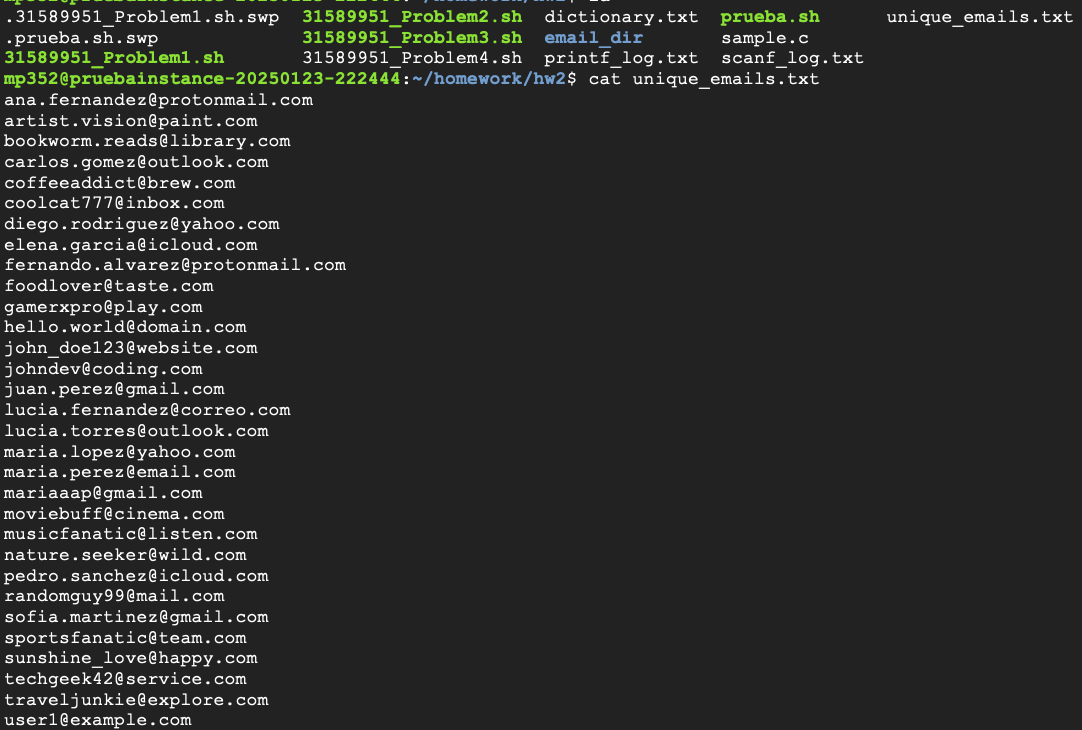 .31589951_Problem1.sh.swp 31589951_Problem2.sh dictionary.txt prueba.sh unique_emails.txt
.prueba.sh.swp 31589951_Problem3.sh email_dir sample.c
31589951_Problem1.sh 31589951_Problem4.sh printf_log.txt scanf_log.txt
mp352@pruebainstance-20250123-222444:~/homework/hw2$ cat unique_emails.txt
ana.fernandez@protonmail.com
artist.vision@paint.com
bookworm.reads@library.com
carlos.gomez@outlook.com
coffeeaddict@brew.com
coolcat777@inbox.com
diego.rodriguez@yahoo.com
elena.garcia@icloud.com
fernando.alvarez@protonmail.com
foodlover@taste.com
gamerxpro@play.com
hello.world@domain.com
john_doe123@website.com
johndev@coding.com
juan.perez@gmail.com
lucia.fernandez@correo.com
lucia.torres@outlook.com
maria.lopez@yahoo.com
maria.perez@email.com
mariaaap@gmail.com
moviebuff@cinema.com
musicfanatic@listen.com
nature.seeker@wild.com
pedro.sanchez@icloud.com
randomguy99@mail.com
sofia.martinez@gmail.com
sportsfanatic@team.com
sunshine_love@happy.com
techgeek42@service.com
traveljunkie@explore.com
user1@example.com